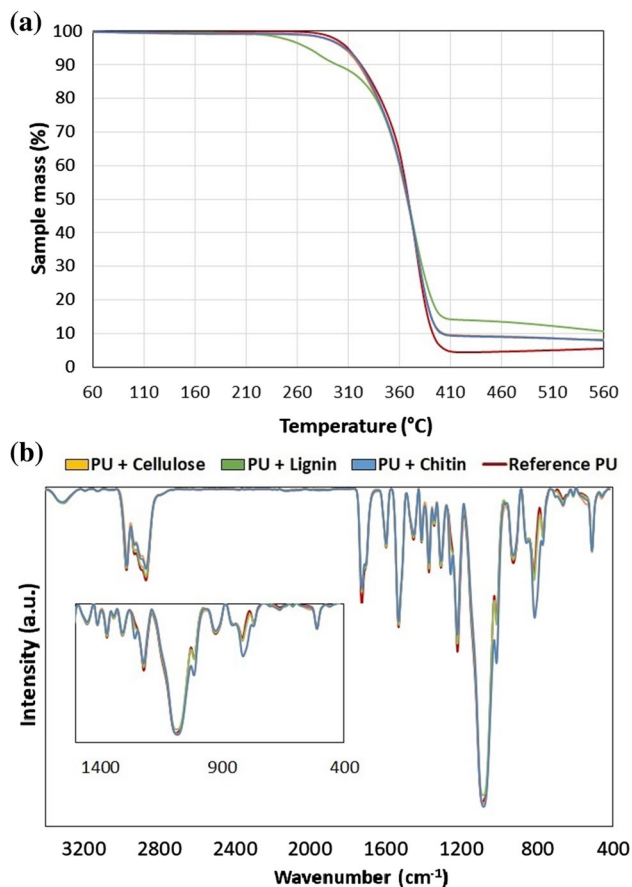 (a)
100
90
80
70
60
50
40
30
20
10
0
Sample mass (%)
60 110 160 210 260 310 360 410 460 510 560
Temperature (°C)
(b)
PU + Cellulose PU + Lignin PU + Chitin Reference PU
Intensity (a.u.)
1400 900 400
3200 2800 2400 2000 1600 1200 800 400
Wavenumber (cm⁻¹)